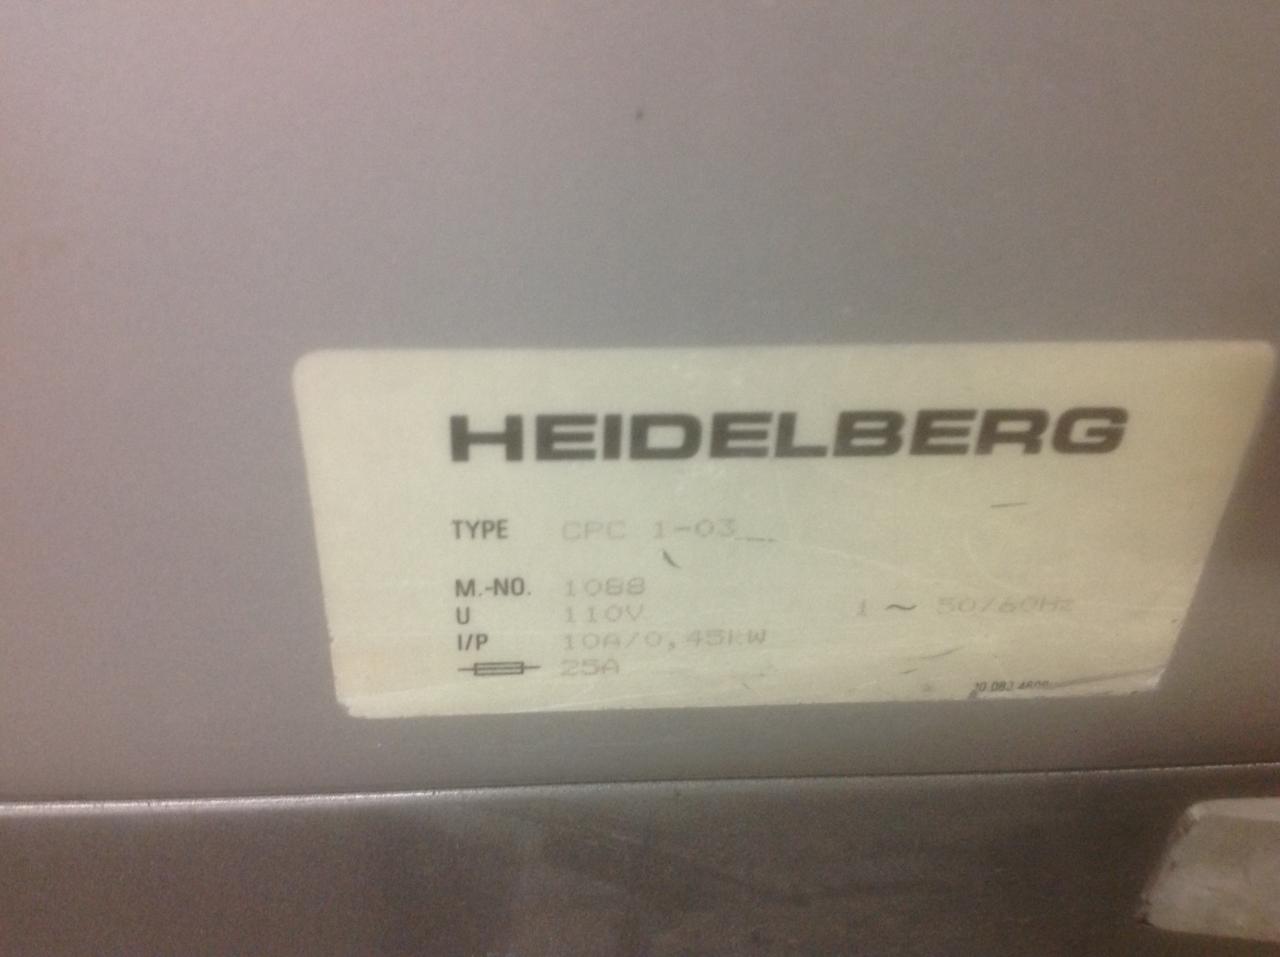 HEIDELBERG
TYPE CPC 1-03
M.-NO. 1088
U 110V 1 ~ 50/60Hz
I/P 10A/0,45kW
25A